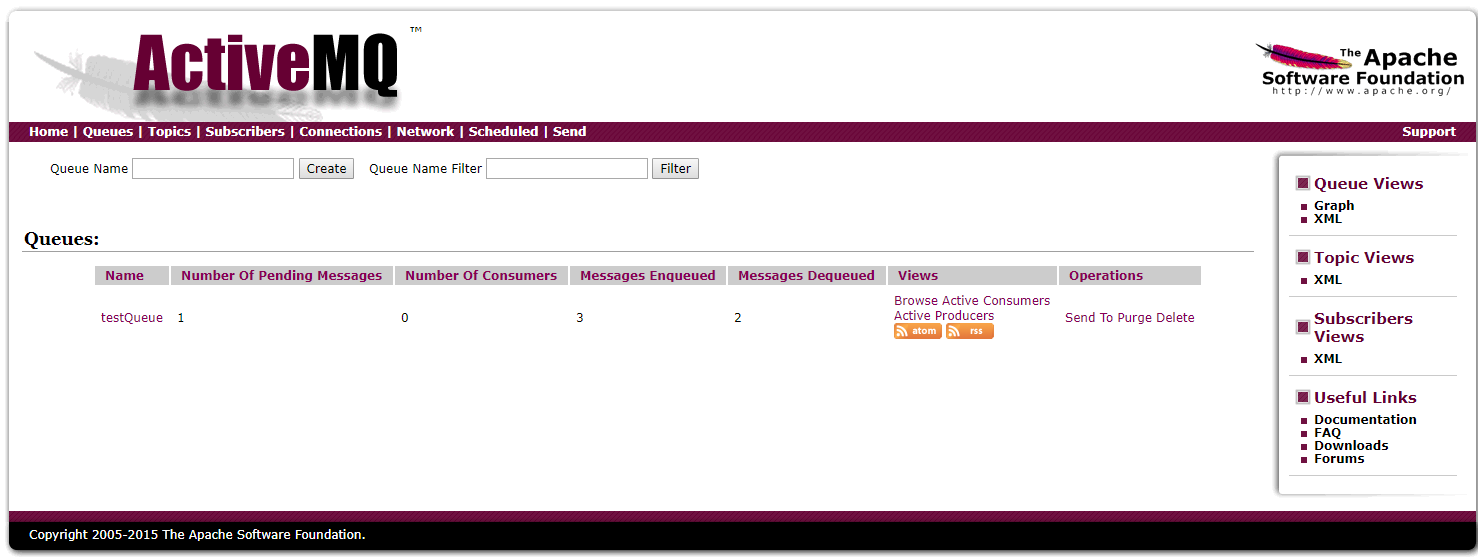 ActiveMQ ™
The Apache
Software Foundation
http://www.apache.org/
Home | Queues | Topics | Subscribers | Connections | Network | Scheduled | Send
Support
Queue Name Create Queue Name Filter Filter
Queues:
Name Number Of Pending Messages Number Of Consumers Messages Enqueued Messages Dequeued Views Operations
testQueue 1 0 3 2
Browse Active Consumers
Active Producers
atom rss
Send To Purge Delete
Queue Views
Graph
XML
Topic Views
XML
Subscribers
Views
XML
Useful Links
Documentation
FAQ
Downloads
Forums
Copyright 2005-2015 The Apache Software Foundation.